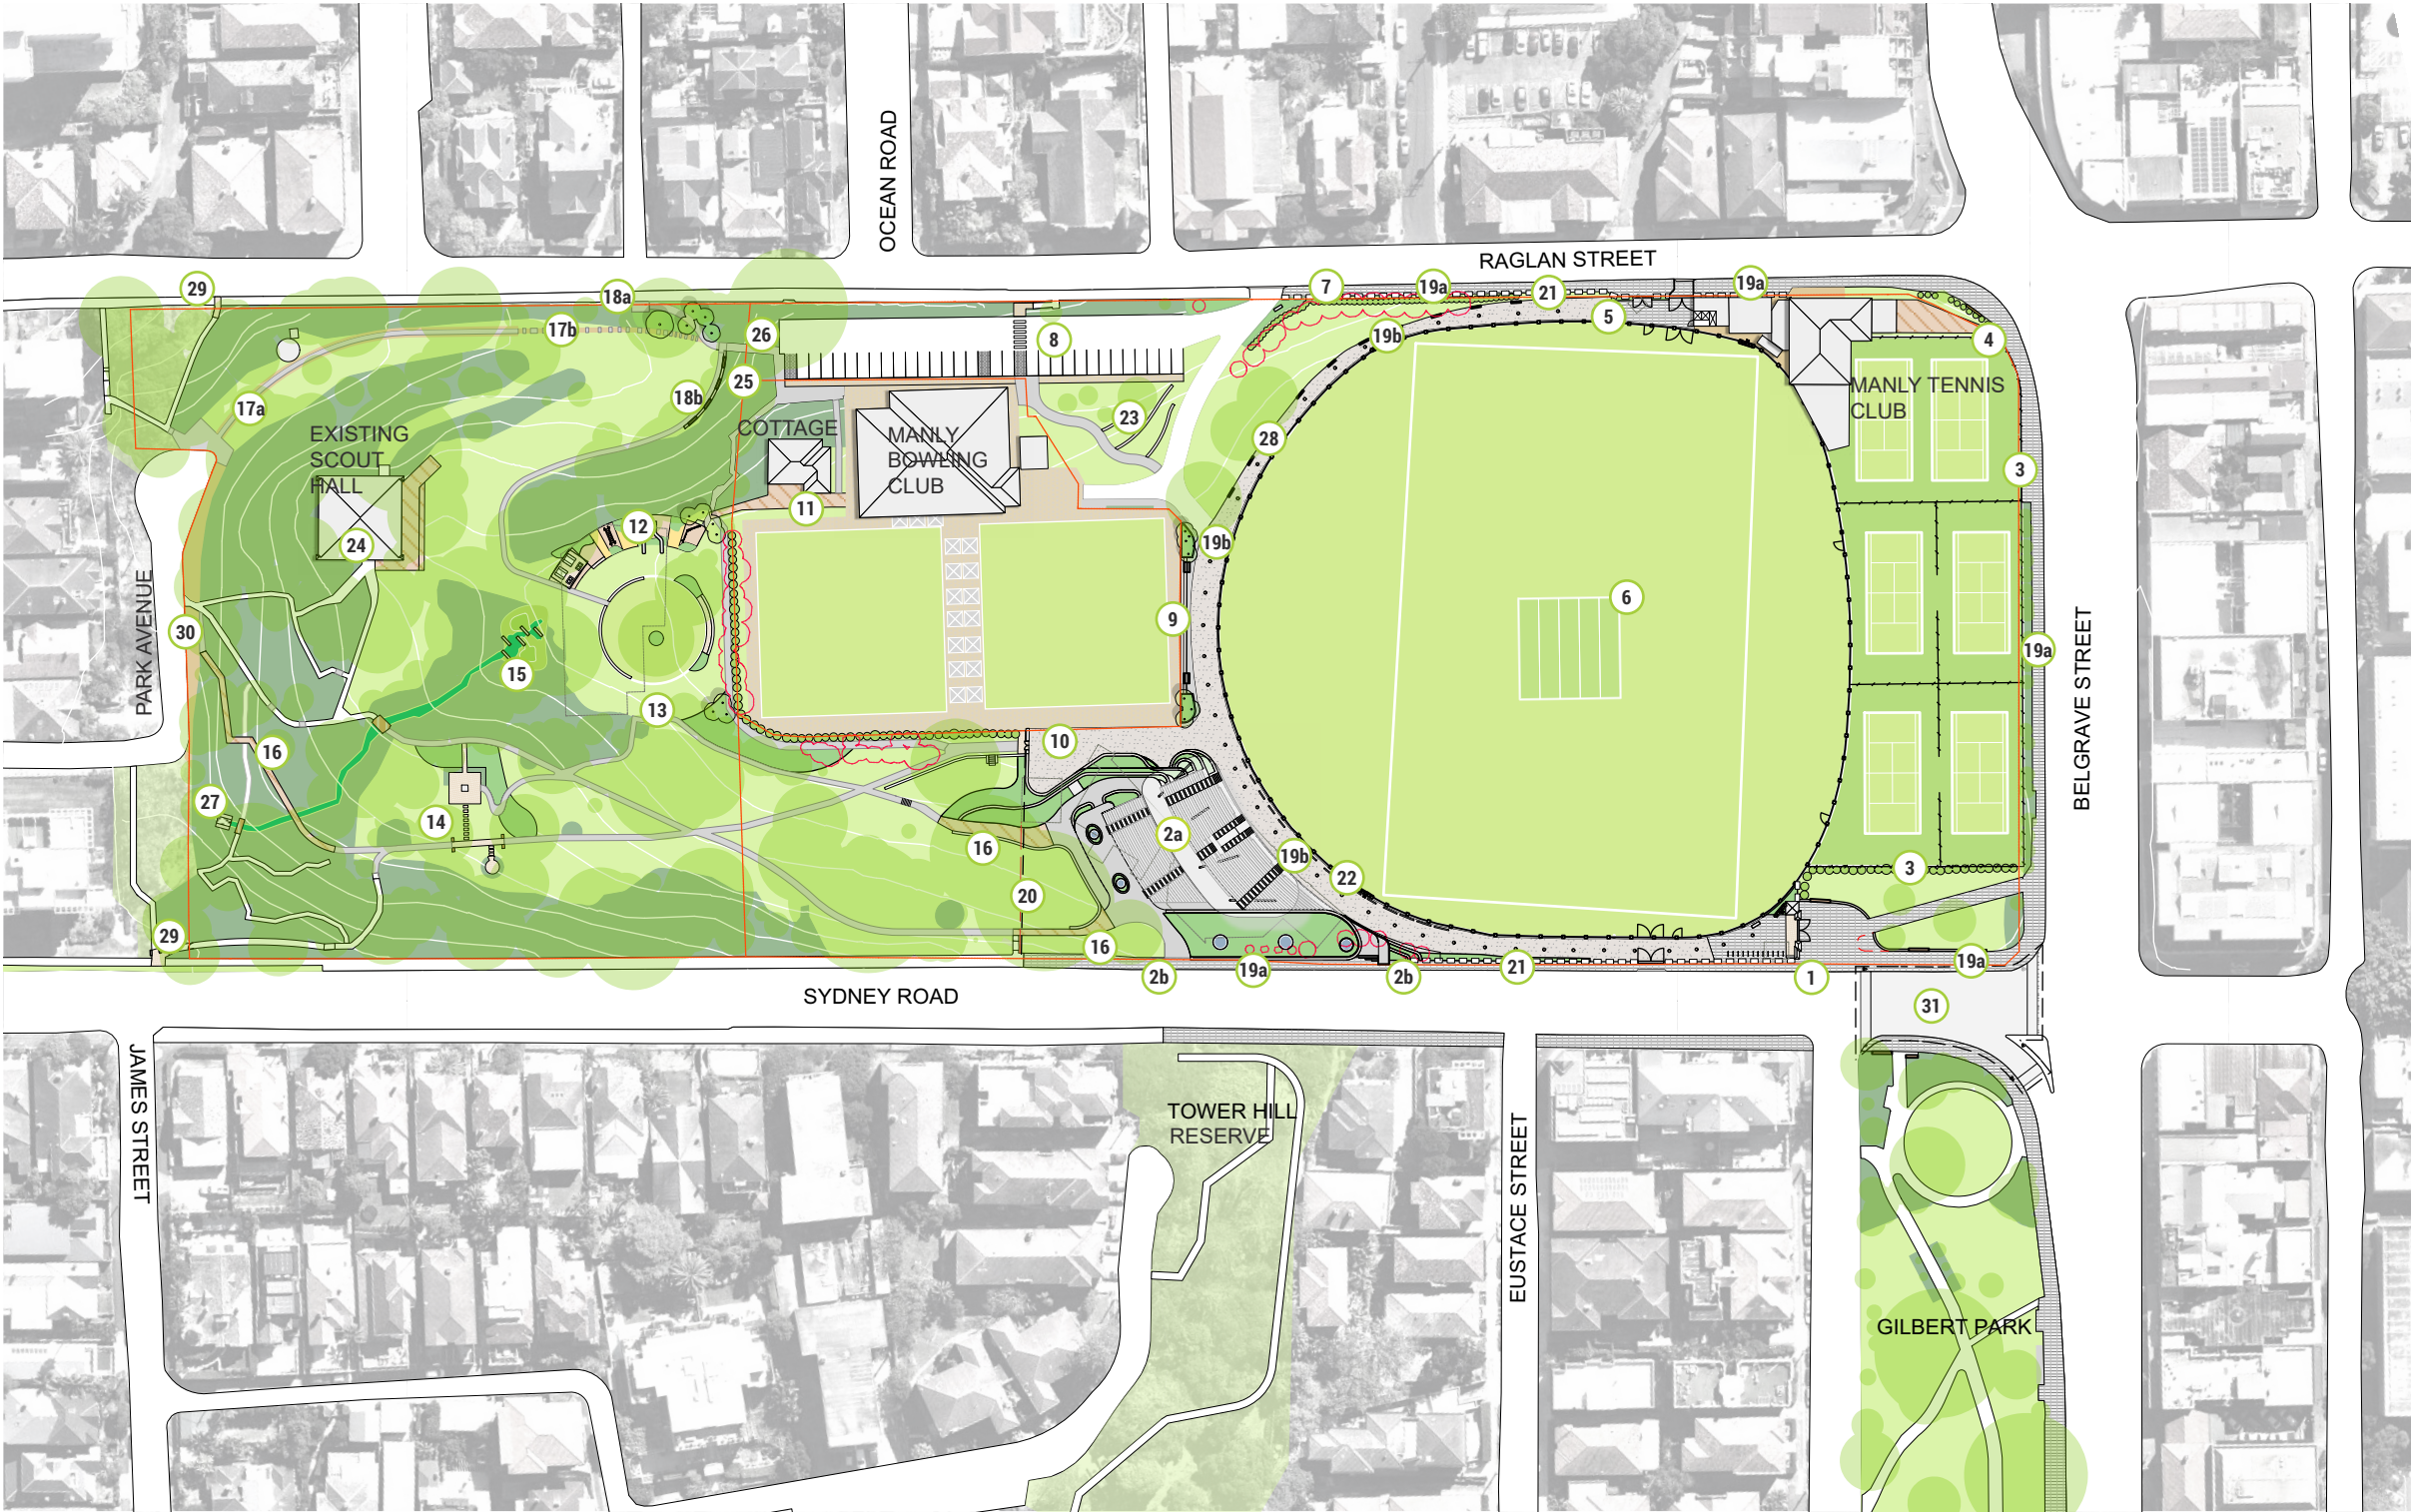 OCEAN ROAD
RAGLAN STREET
29
18a
7
19a
21
19a
17b
26
5
8
19b
4
25
18b
17a
MANLY TENNIS
CLUB
23
COTTAGE
EXISTING
SCOUT
HALL
MANLY
BOWLING
CLUB
28
3
11
12
19b
24
6
9
PARK AVENUE
30
19a
15
BELGRAVE STREET
13
10
16
27
14
2a
16
19b
3
22
20
29
16
2b
19a
2b
21
1
19a
SYDNEY ROAD
31
JAMES STREET
TOWER HILL
RESERVE
EUSTACE STREET
GILBERT PARK